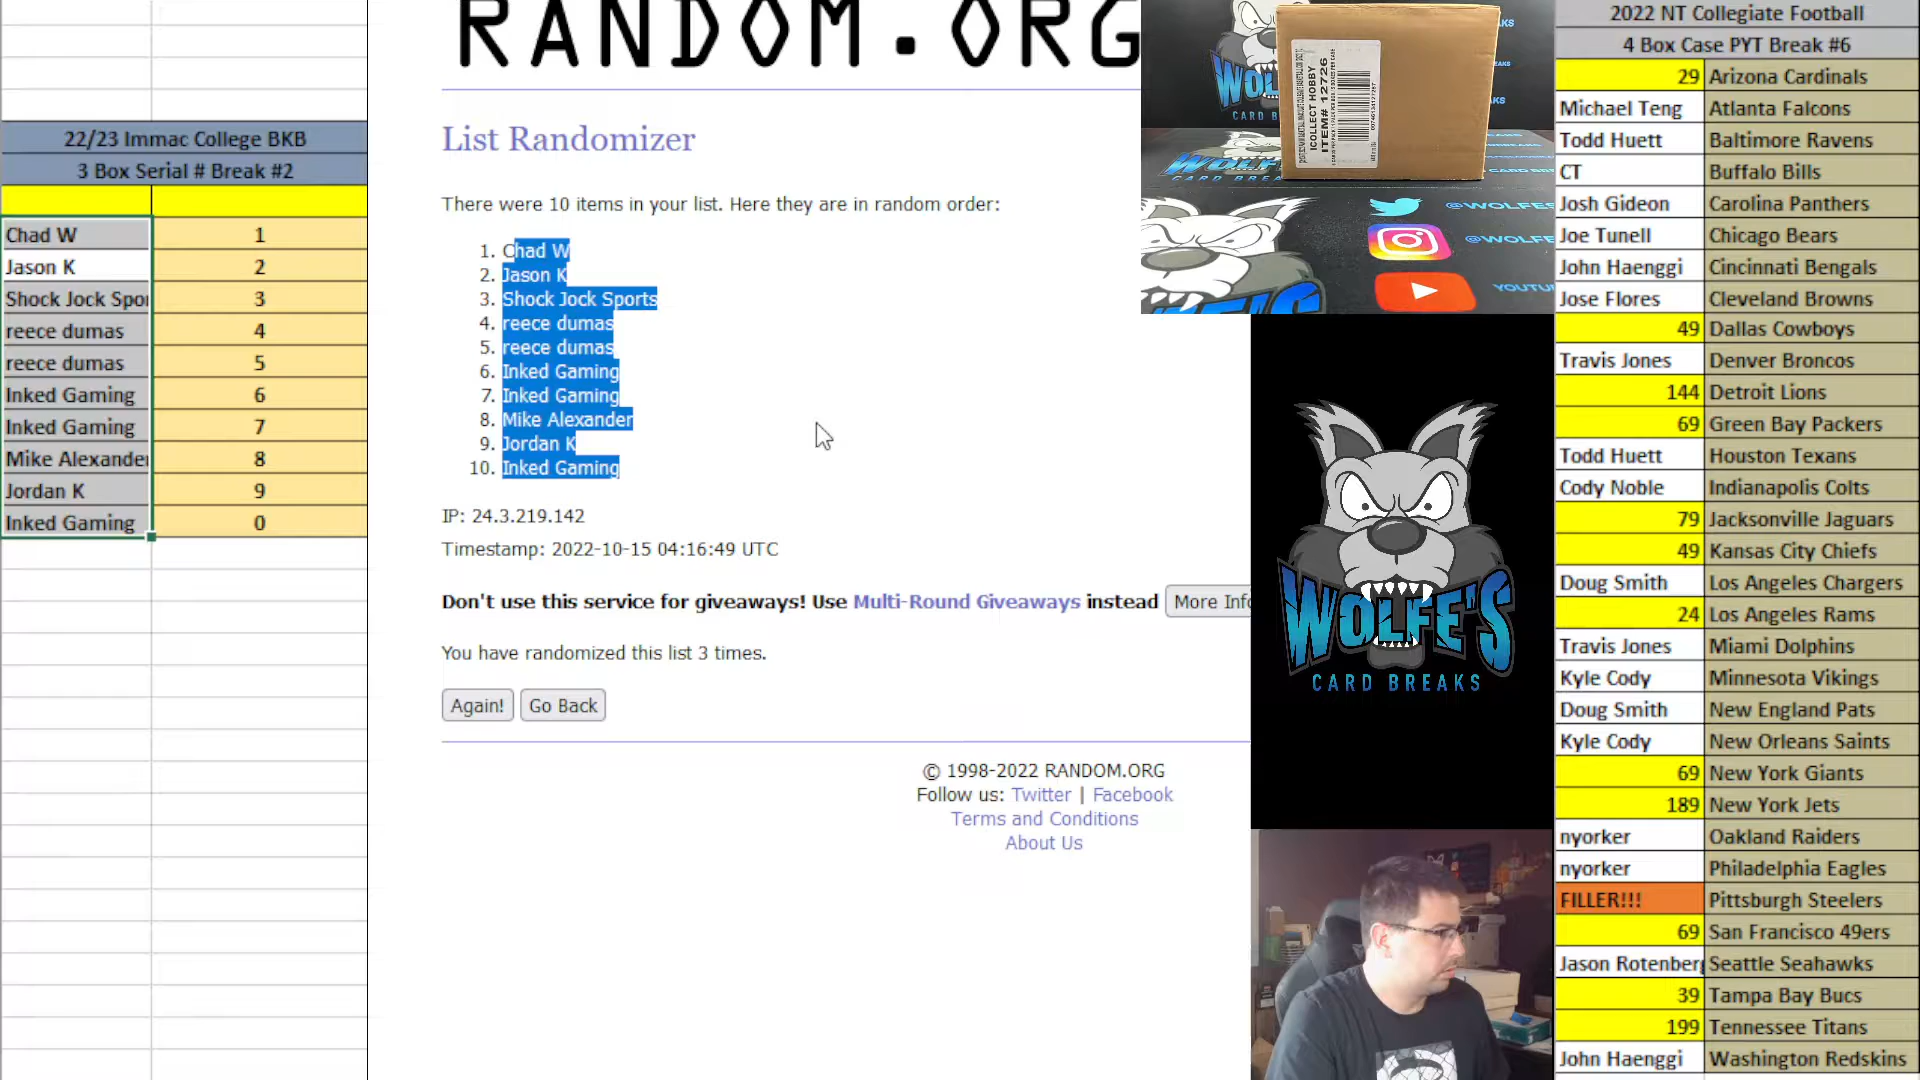 22/23 Immac College BKB
3 Box Serial # Break #2
Chad W 1
Jason K 2
Shock Jock Spo 3
reece dumas 4
reece dumas 5
Inked Gaming 6
Inked Gaming 7
Mike Alexander 8
Jordan K 9
Inked Gaming 0
RANDOM.ORG
List Randomizer
There were 10 items in your list. Here they are in random order:
1. Chad W
2. Jason K
3. Shock Jock Sports
4. reece dumas
5. reece dumas
6. Inked Gaming
7. Inked Gaming
8. Mike Alexander
9. Jordan K
10. Inked Gaming
IP: 24.3.219.142
Timestamp: 2022-10-15 04:16:49 UTC
Don't use this service for giveaways! Use Multi-Round Giveaways instead More Info
You have randomized this list 3 times.
Again! Go Back
© 1998-2022 RANDOM.ORG
Follow us: Twitter | Facebook
Terms and Conditions
About Us
ICOLLECT HOBBY
ITEM# 12726
@WOLFES
@WOLFE
YOUTU
WOLFE'S
CARD BREAKS
2022 NT Collegiate Football
4 Box Case PYT Break #6
29 Arizona Cardinals
Michael Teng Atlanta Falcons
Todd Huett Baltimore Ravens
CT Buffalo Bills
Josh Gideon Carolina Panthers
Joe Tunell Chicago Bears
John Haenggi Cincinnati Bengals
Jose Flores Cleveland Browns
49 Dallas Cowboys
Travis Jones Denver Broncos
144 Detroit Lions
69 Green Bay Packers
Todd Huett Houston Texans
Cody Noble Indianapolis Colts
79 Jacksonville Jaguars
49 Kansas City Chiefs
Doug Smith Los Angeles Chargers
24 Los Angeles Rams
Travis Jones Miami Dolphins
Kyle Cody Minnesota Vikings
Doug Smith New England Pats
Kyle Cody New Orleans Saints
69 New York Giants
189 New York Jets
nyorker Oakland Raiders
nyorker Philadelphia Eagles
FILLER!!! Pittsburgh Steelers
69 San Francisco 49ers
Jason Rotenberg Seattle Seahawks
39 Tampa Bay Bucs
199 Tennessee Titans
John Haenggi Washington Redskins